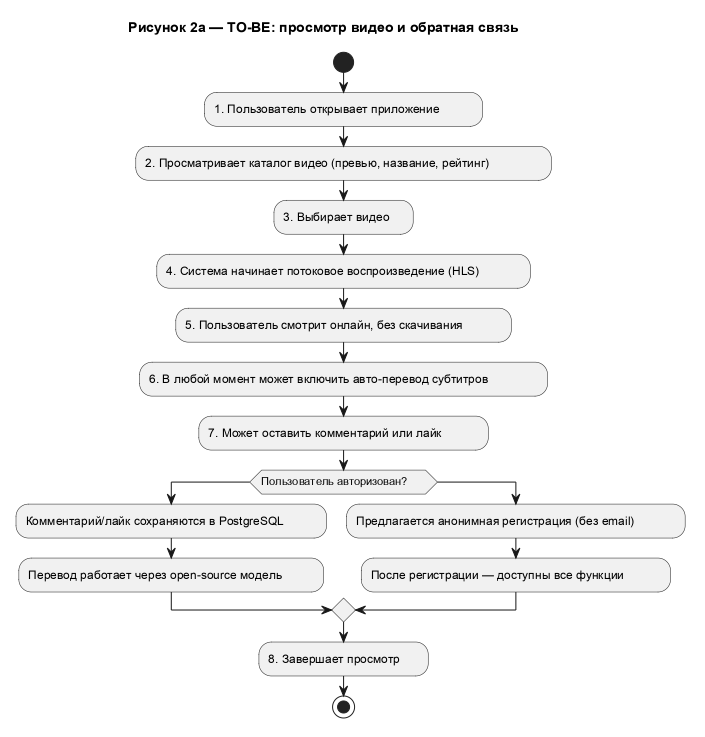 Рисунок 2а — TO-BE: просмотр видео и обратная связь
1. Пользователь открывает приложение
2. Просматривает каталог видео (превью, название, рейтинг)
3. Выбирает видео
4. Система начинает потоковое воспроизведение (HLS)
5. Пользователь смотрит онлайн, без скачивания
6. В любой момент может включить авто-перевод субтитров
7. Может оставить комментарий или лайк
Пользователь авторизован?
Комментарий/лайк сохраняются в PostgreSQL
Предлагается анонимная регистрация (без email)
Перевод работает через open-source модель
После регистрации — доступны все функции
8. Завершает просмотр